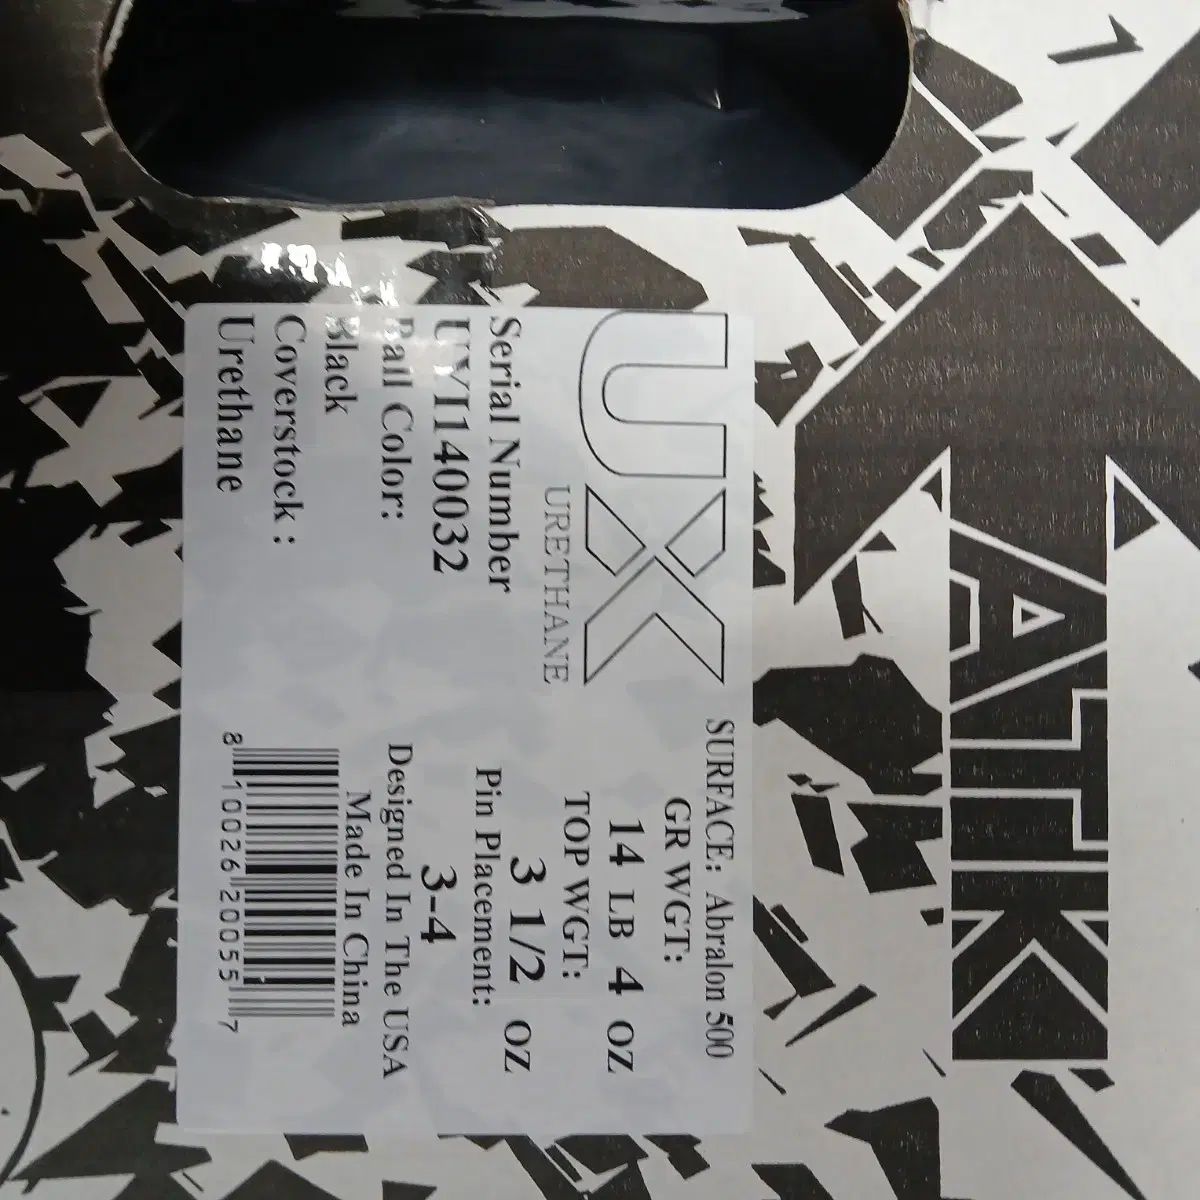 ATK
UX
URETHANE
Serial Number
Ball Color:
Black
Coverstock :
Urethane
SURFACE: Abralon 500
GR WGT:
14 LB 4 OZ
TOP WGT:
3 1/2 OZ
Pin Placement:
3-4
Designed In The USA
Made In China
8 10026 20055 7